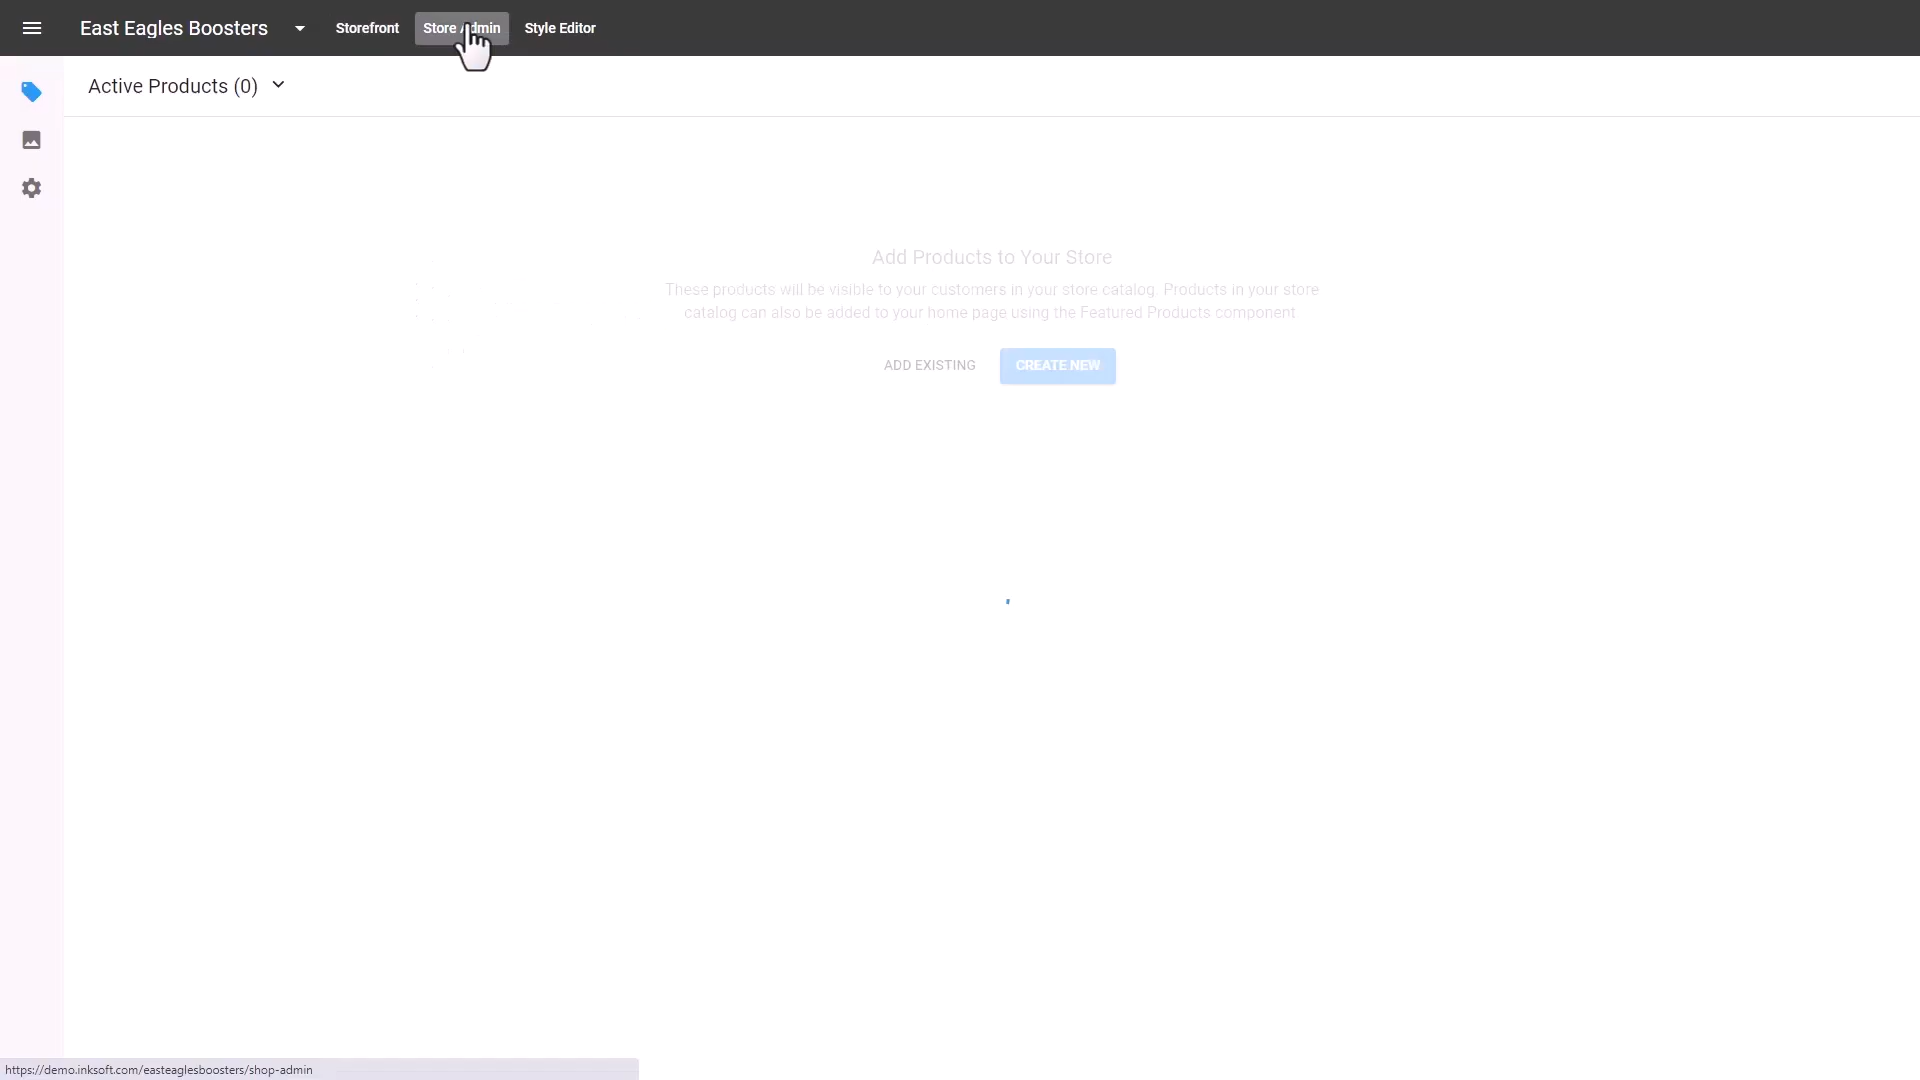 East Eagles Boosters
Storefront
Store Admin
Style Editor
Active Products (0)
Add Products to Your Store
These products will be visible to your customers in your store catalog. Products in your store
catalog can also be added to your home page using the Featured Products component
ADD EXISTING
CREATE NEW
https://demo.inksoft.com/easteaglesboosters/shop-admin